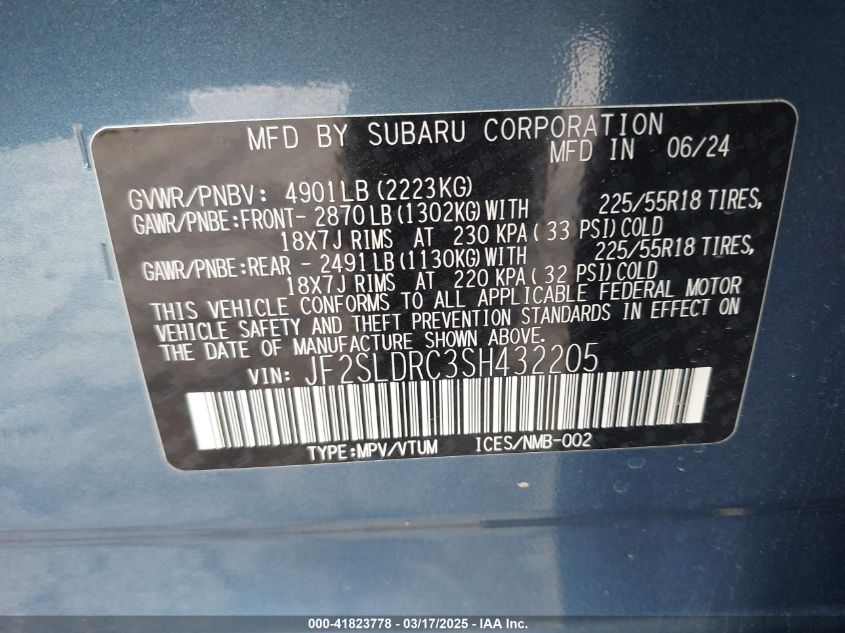 MFD BY SUBARU CORPORATION
MFD IN 06/24
GVWR/PNBV: 4901LB (2223KG)
GAWR/PNBE:FRONT- 2870LB (1302KG) WITH 225/55R18 TIRES,
18X7J RIMS AT 230 KPA ( 33 PSI) COLD
GAWR/PNBE:REAR - 2491LB (1130KG) WITH 225/55R18 TIRES,
18X7J RIMS AT 220 KPA ( 32 PSI) COLD
THIS VEHICLE CONFORMS TO ALL APPLICABLE FEDERAL MOTOR
VEHICLE SAFETY AND THEFT PREVENTION STANDARDS IN EFFECT ON
THE DATE OF MANUFACTURE SHOWN ABOVE.
VIN: JF2SLDRC3SH432205
TYPE:MPV/VTUM ICES/NMB-002
000-41823778 - 03/17/2025 - IAA Inc.